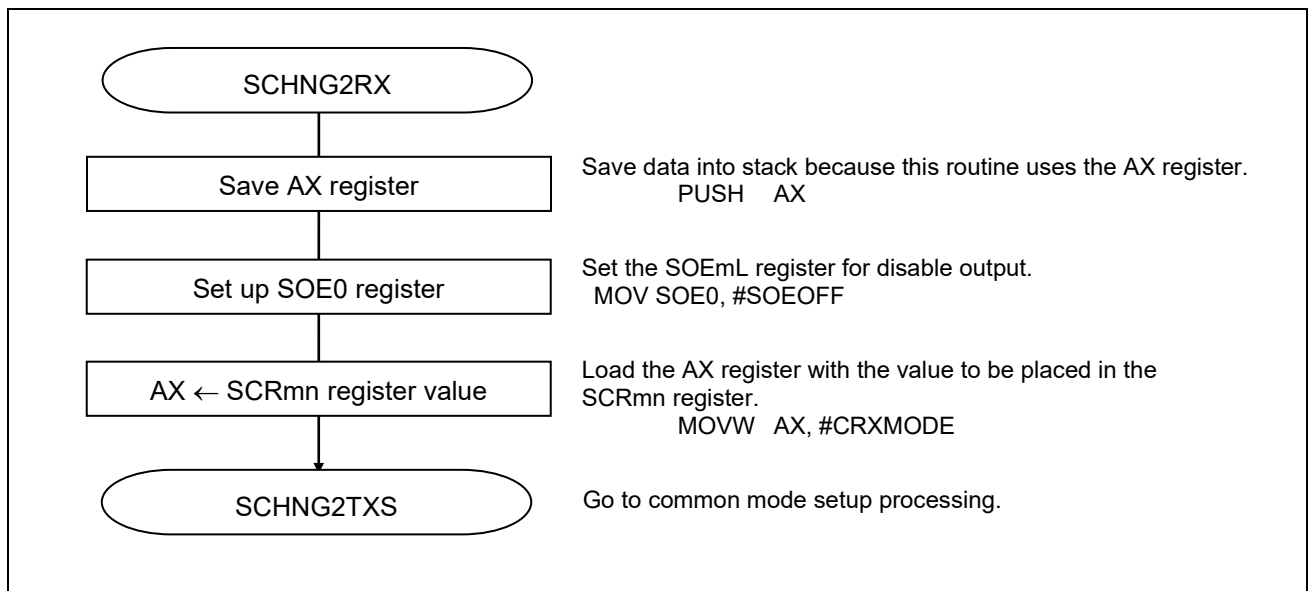 SCHNG2RX
Save AX register
Save data into stack because this routine uses the AX register.
PUSH AX
Set up SOE0 register
Set the SOEmL register for disable output.
MOV SOE0, #SOEOFF
AX ← SCRmn register value
Load the AX register with the value to be placed in the
SCRmn register.
MOVW AX, #CRXMODE
SCHNG2TXS
Go to common mode setup processing.